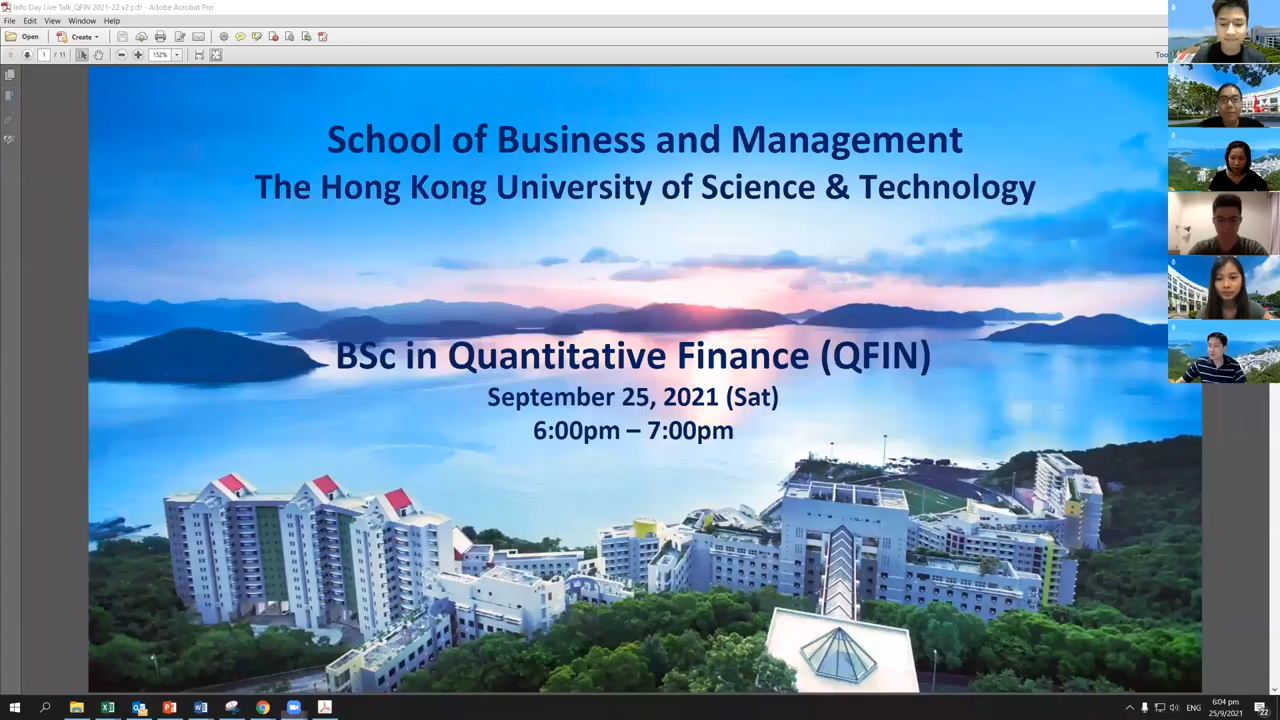 Info Day Live Talk_QFIN 2021-22 v2.pdf - Adobe Acrobat Pro
File Edit View Window Help
Open Create
1 / 11 152%
School of Business and Management
The Hong Kong University of Science & Technology
BSc in Quantitative Finance (QFIN)
September 25, 2021 (Sat)
6:00pm – 7:00pm
ENG
6:04 pm
25/9/2021
22